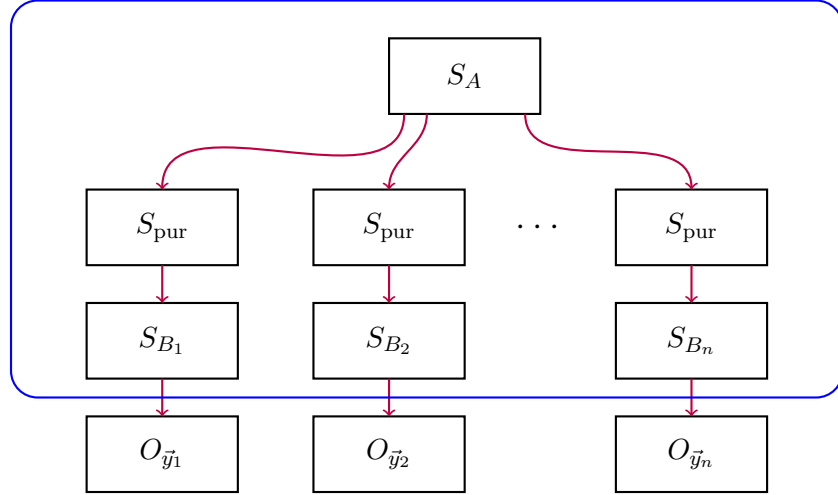 S_A
S_pur S_pur ... S_pur
S_{B_1} S_{B_2} S_{B_n}
O_{\vec{y}_1} O_{\vec{y}_2} O_{\vec{y}_n}